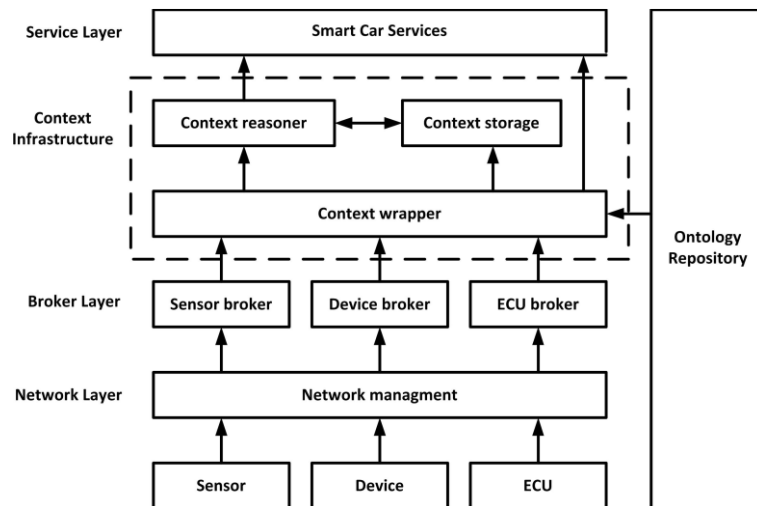 Service Layer
Smart Car Services
Context
Infrastructure
Context reasoner
Context storage
Context wrapper
Ontology
Repository
Broker Layer
Sensor broker
Device broker
ECU broker
Network Layer
Network managment
Sensor
Device
ECU